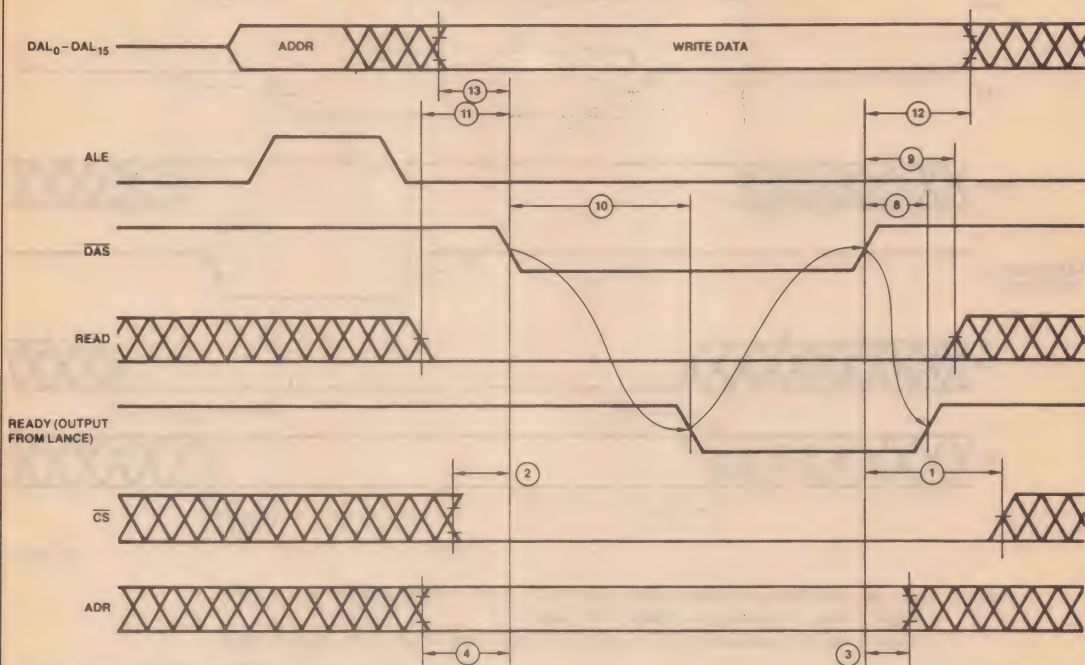 DAL0–DAL15
ADDR
WRITE DATA
13
11
12
ALE
9
10
8
DAS
READ
READY (OUTPUT
FROM LANCE)
2
1
CS
ADR
4
3